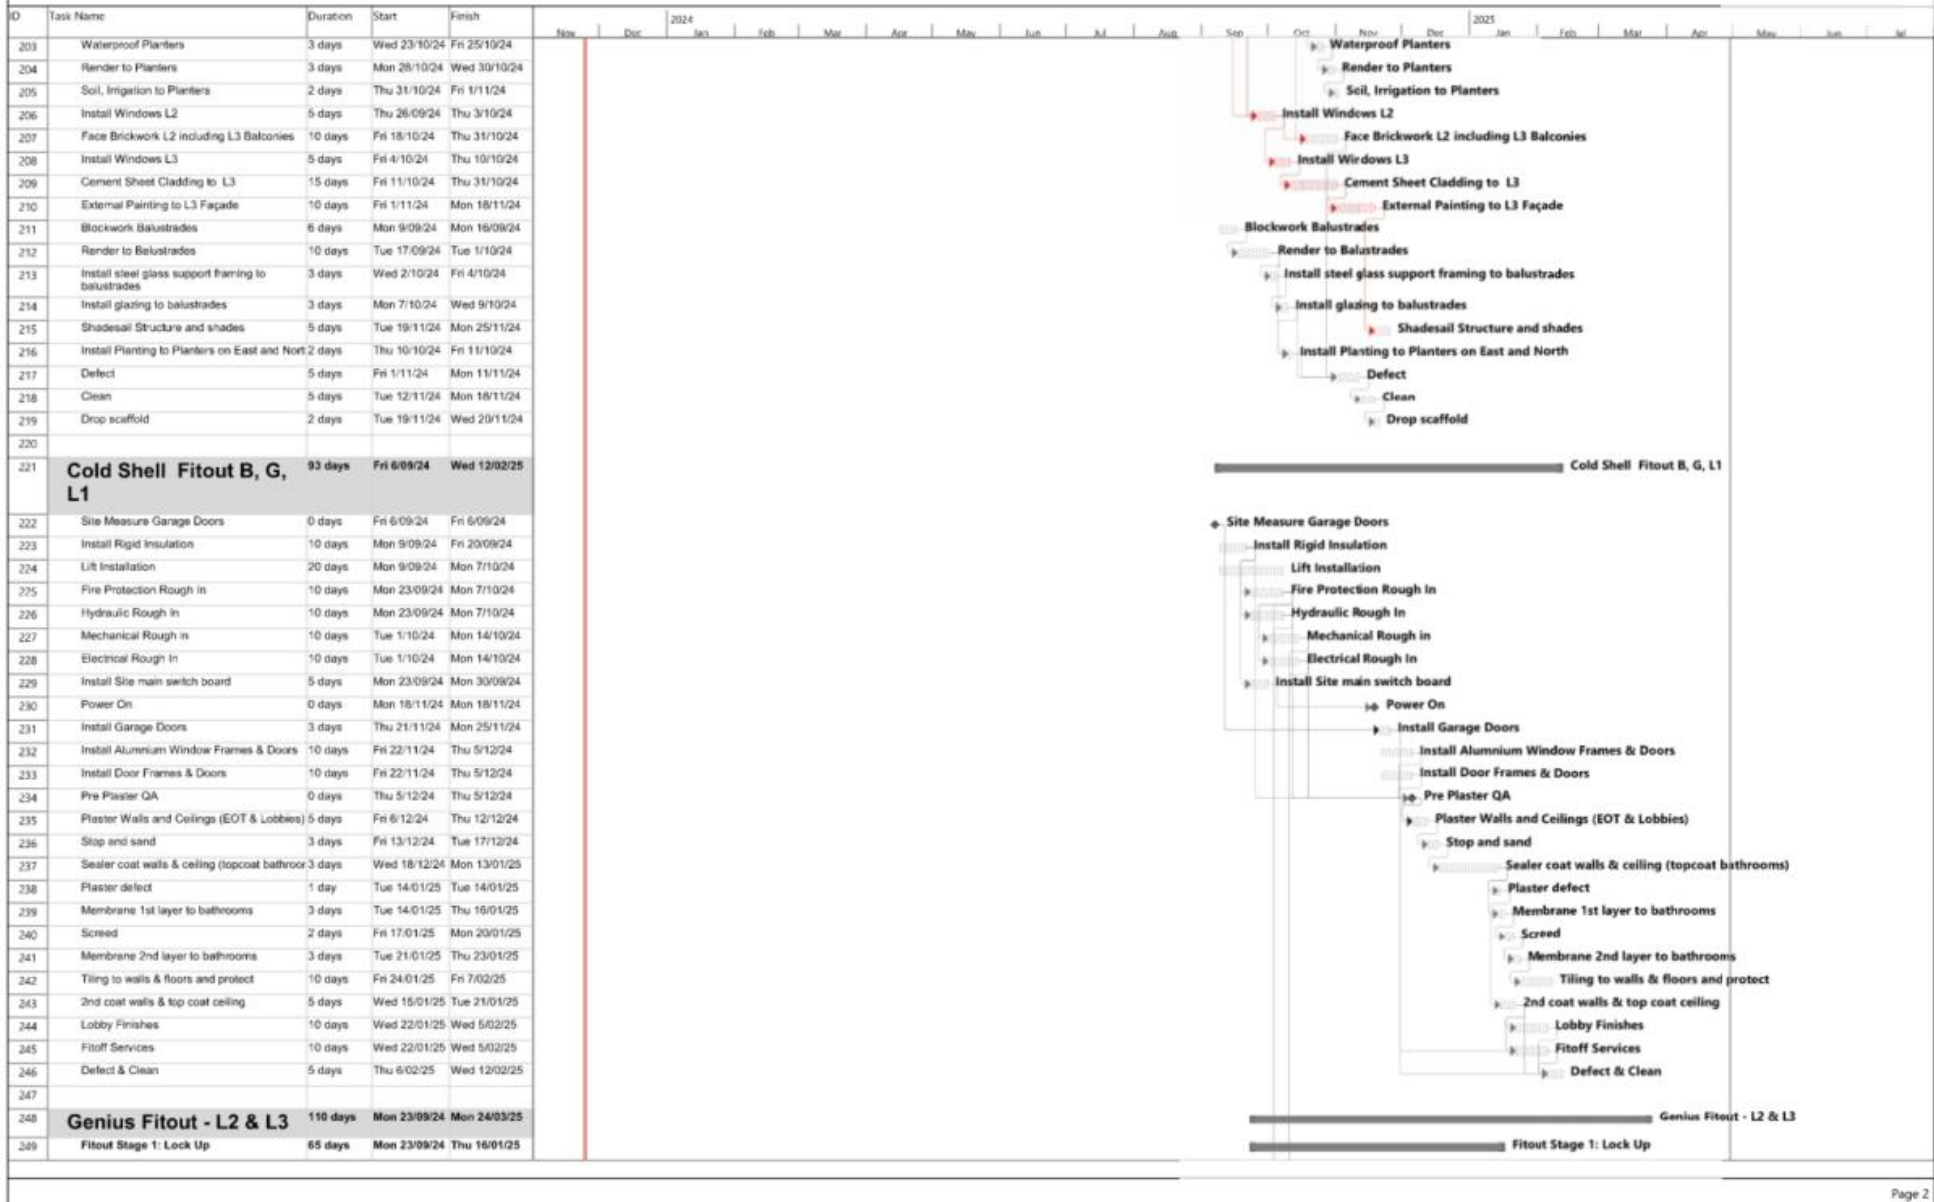 ID Task Name Duration Start Finish
2024 2025
Nov Dec Jan Feb Mar Apr May Jun Jul Aug Sep Oct Nov Dec Jan Feb Mar Apr May Jun Jul
203 Waterproof Planters 3 days Wed 23/10/24 Fri 25/10/24 Waterproof Planters
204 Render to Planters 3 days Mon 28/10/24 Wed 30/10/24 Render to Planters
205 Soil, Irrigation to Planters 2 days Thu 31/10/24 Fri 1/11/24 Soil, Irrigation to Planters
206 Install Windows L2 5 days Thu 26/09/24 Thu 3/10/24 Install Windows L2
207 Face Brickwork L2 including L3 Balconies 10 days Fri 18/10/24 Thu 31/10/24 Face Brickwork L2 including L3 Balconies
208 Install Windows L3 5 days Fri 4/10/24 Thu 10/10/24 Install Windows L3
209 Cement Sheet Cladding to L3 15 days Fri 11/10/24 Thu 31/10/24 Cement Sheet Cladding to L3
210 External Painting to L3 Façade 10 days Fri 1/11/24 Mon 18/11/24 External Painting to L3 Façade
211 Blockwork Balustrades 6 days Mon 9/09/24 Mon 16/09/24 Blockwork Balustrades
212 Render to Balustrades 10 days Tue 17/09/24 Tue 1/10/24 Render to Balustrades
213 Install steel glass support framing to 3 days Wed 2/10/24 Fri 4/10/24 Install steel glass support framing to balustrades
balustrades
214 Install glazing to balustrades 3 days Mon 7/10/24 Wed 9/10/24 Install glazing to balustrades
215 Shadesail Structure and shades 5 days Tue 19/11/24 Mon 25/11/24 Shadesail Structure and shades
216 Install Planting to Planters on East and Nort 2 days Thu 10/10/24 Fri 11/10/24 Install Planting to Planters on East and North
217 Defect 5 days Fri 1/11/24 Mon 11/11/24 Defect
218 Clean 5 days Tue 12/11/24 Mon 18/11/24 Clean
219 Drop scaffold 2 days Tue 19/11/24 Wed 20/11/24 Drop scaffold
220
221 Cold Shell Fitout B, G, 93 days Fri 6/09/24 Wed 12/02/25 Cold Shell Fitout B, G, L1
L1
222 Site Measure Garage Doors 0 days Fri 6/09/24 Fri 6/09/24 Site Measure Garage Doors
223 Install Rigid Insulation 10 days Mon 9/09/24 Fri 20/09/24 Install Rigid Insulation
224 Lift Installation 20 days Mon 9/09/24 Mon 7/10/24 Lift Installation
225 Fire Protection Rough In 10 days Mon 23/09/24 Mon 7/10/24 Fire Protection Rough In
226 Hydraulic Rough In 10 days Mon 23/09/24 Mon 7/10/24 Hydraulic Rough In
227 Mechanical Rough in 10 days Tue 1/10/24 Mon 14/10/24 Mechanical Rough in
228 Electrical Rough In 10 days Tue 1/10/24 Mon 14/10/24 Electrical Rough In
229 Install Site main switch board 5 days Mon 23/09/24 Mon 30/09/24 Install Site main switch board
230 Power On 0 days Mon 18/11/24 Mon 18/11/24 Power On
231 Install Garage Doors 3 days Thu 21/11/24 Mon 25/11/24 Install Garage Doors
232 Install Alumnium Window Frames & Doors 10 days Fri 22/11/24 Thu 5/12/24 Install Alumnium Window Frames & Doors
233 Install Door Frames & Doors 10 days Fri 22/11/24 Thu 5/12/24 Install Door Frames & Doors
234 Pre Plaster QA 0 days Thu 5/12/24 Thu 5/12/24 Pre Plaster QA
235 Plaster Walls and Ceilings (EOT & Lobbies) 5 days Fri 6/12/24 Thu 12/12/24 Plaster Walls and Ceilings (EOT & Lobbies)
236 Stop and sand 3 days Fri 13/12/24 Tue 17/12/24 Stop and sand
237 Sealer coat walls & ceiling (topcoat bathroor 3 days Wed 18/12/24 Mon 13/01/25 Sealer coat walls & ceiling (topcoat bathrooms)
238 Plaster defect 1 day Tue 14/01/25 Tue 14/01/25 Plaster defect
239 Membrane 1st layer to bathrooms 3 days Tue 14/01/25 Thu 16/01/25 Membrane 1st layer to bathrooms
240 Screed 2 days Fri 17/01/25 Mon 20/01/25 Screed
241 Membrane 2nd layer to bathrooms 3 days Tue 21/01/25 Thu 23/01/25 Membrane 2nd layer to bathrooms
242 Tiling to walls & floors and protect 10 days Fri 24/01/25 Fri 7/02/25 Tiling to walls & floors and protect
243 2nd coat walls & top coat ceiling 5 days Wed 15/01/25 Tue 21/01/25 2nd coat walls & top coat ceiling
244 Lobby Finishes 10 days Wed 22/01/25 Wed 5/02/25 Lobby Finishes
245 Fitoff Services 10 days Wed 22/01/25 Wed 5/02/25 Fitoff Services
246 Defect & Clean 5 days Thu 6/02/25 Wed 12/02/25 Defect & Clean
247
248 Genius Fitout - L2 & L3 110 days Mon 23/09/24 Mon 24/03/25 Genius Fitout - L2 & L3
249 Fitout Stage 1: Lock Up 65 days Mon 23/09/24 Thu 16/01/25 Fitout Stage 1: Lock Up
Page 2